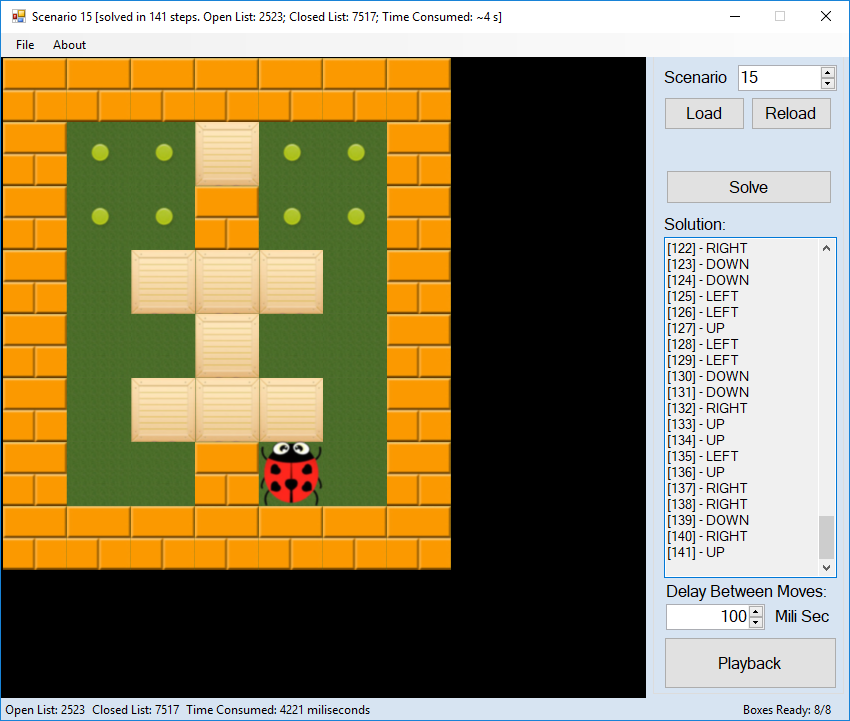 Scenario 15 [solved in 141 steps. Open List: 2523; Closed List: 7517; Time Consumed: ~4 s]
File About
Scenario 15
Load Reload
Solve
Solution:
[122] - RIGHT
[123] - DOWN
[124] - DOWN
[125] - LEFT
[126] - LEFT
[127] - UP
[128] - LEFT
[129] - LEFT
[130] - DOWN
[131] - DOWN
[132] - RIGHT
[133] - UP
[134] - UP
[135] - LEFT
[136] - UP
[137] - RIGHT
[138] - RIGHT
[139] - DOWN
[140] - RIGHT
[141] - UP
Delay Between Moves:
100 Mili Sec
Playback
Open List: 2523 Closed List: 7517 Time Consumed: 4221 miliseconds Boxes Ready: 8/8